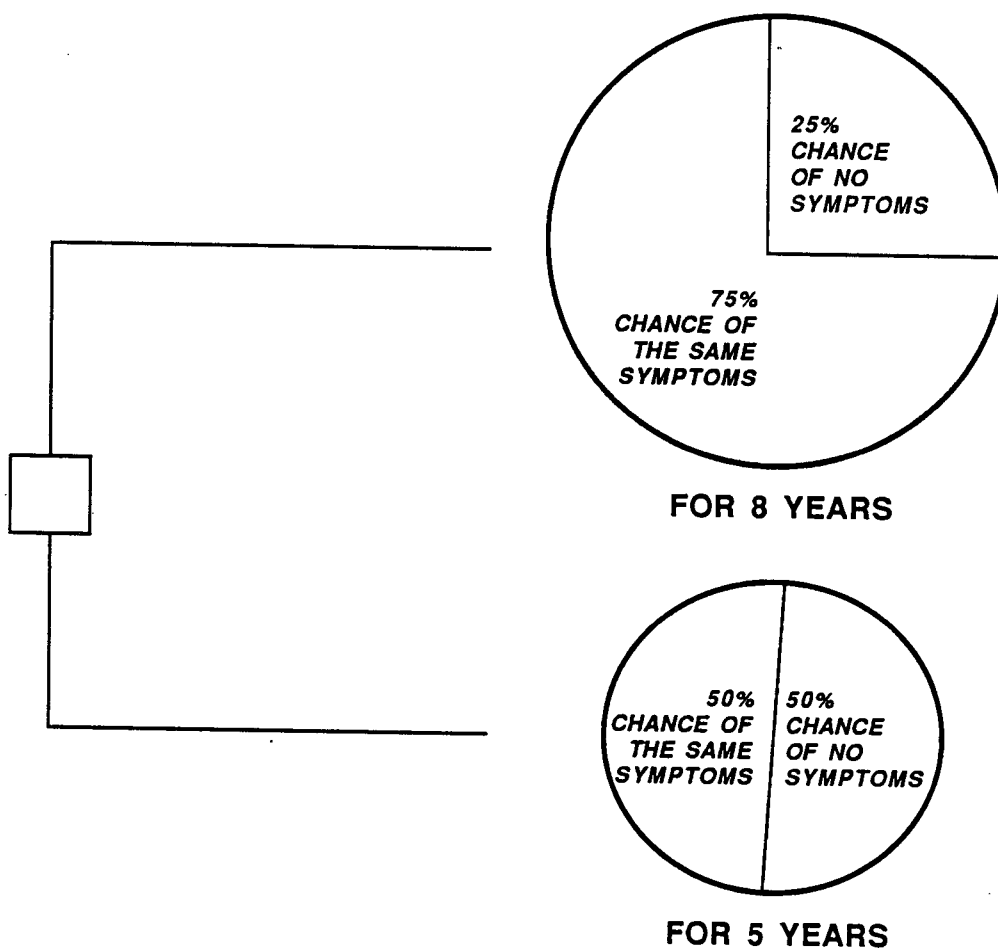 25%
CHANCE
OF NO
SYMPTOMS
75%
CHANCE OF
THE SAME
SYMPTOMS
FOR 8 YEARS
50%
CHANCE OF
THE SAME
SYMPTOMS
50%
CHANCE
OF NO
SYMPTOMS
FOR 5 YEARS